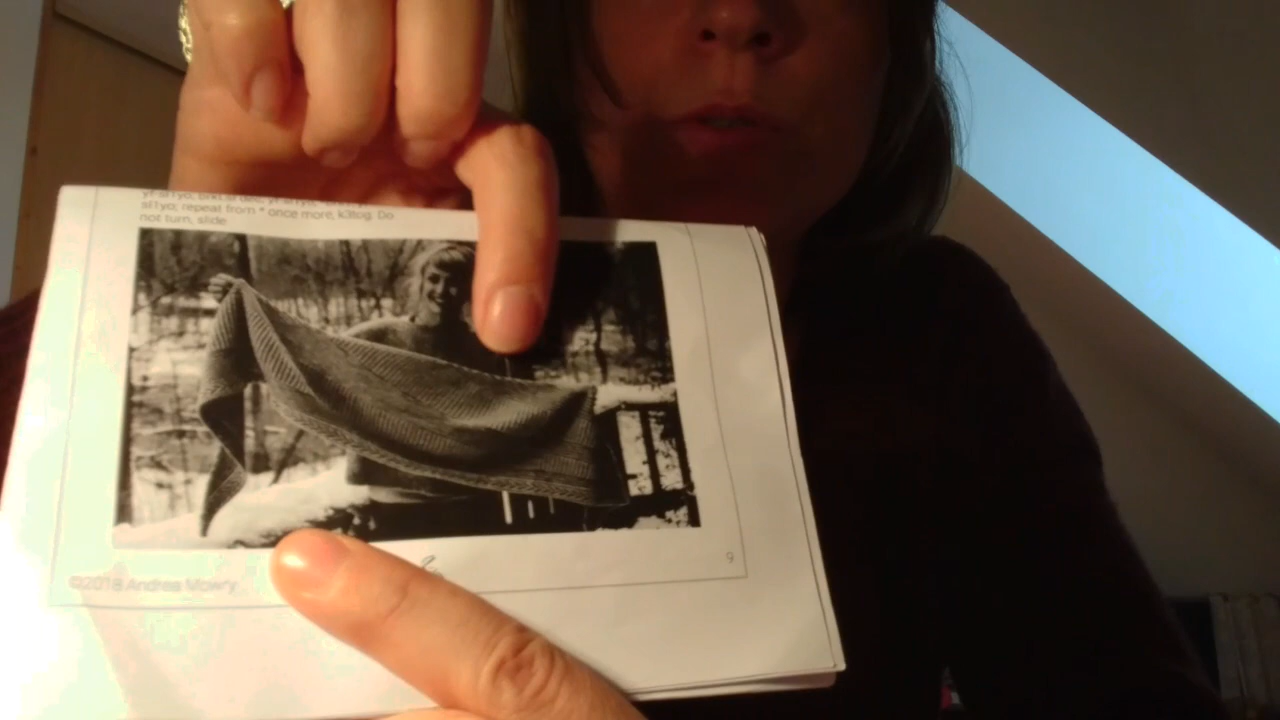 sl1yo; repeat from * once more, k3tog. Do
not turn, slide
9
©2018 Andrea Mowry